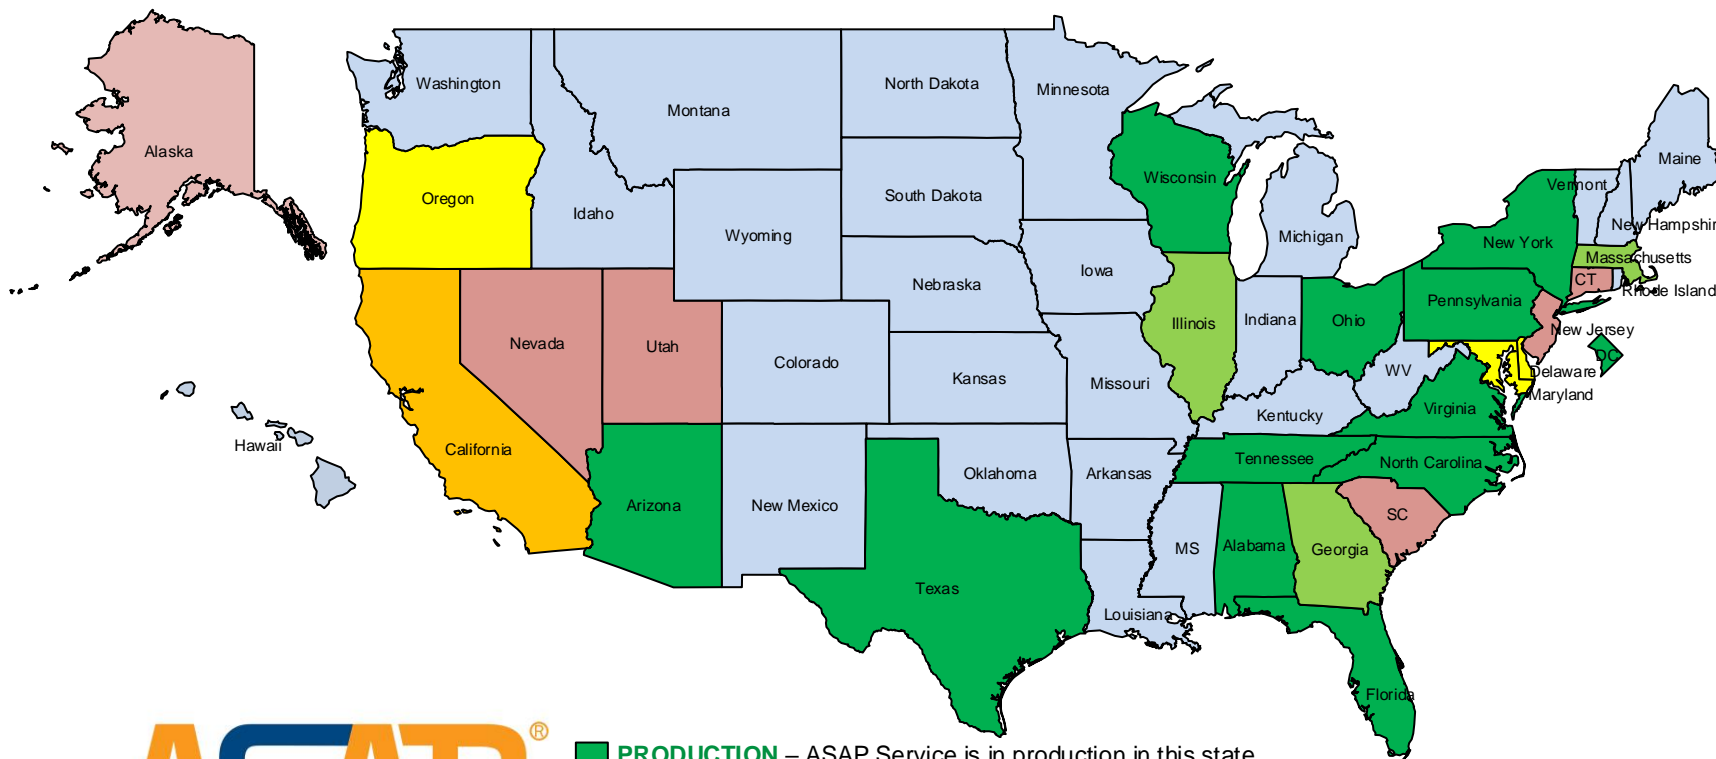 Washington
Montana
North Dakota
Minnesota
Maine
Alaska
Wisconsin
Vermont
Oregon
South Dakota
Idaho
New Hampshir
Wyoming
Michigan
New York
Massachusetts
Iowa
CT
Nebraska
Rhode Island
Pennsylvania
Illinois
Indiana
Ohio
New Jersey
Nevada
Utah
DC
Colorado
WV
Delaware
Kansas
Missouri
Maryland
Virginia
Kentucky
Hawaii
California
Tennessee
North Carolina
Oklahoma
Arkansas
New Mexico
Arizona
SC
MS
Alabama
Georgia
Texas
Louisiana
Florida
ASAP®
PRODUCTION – ASAP Service is in production in this state